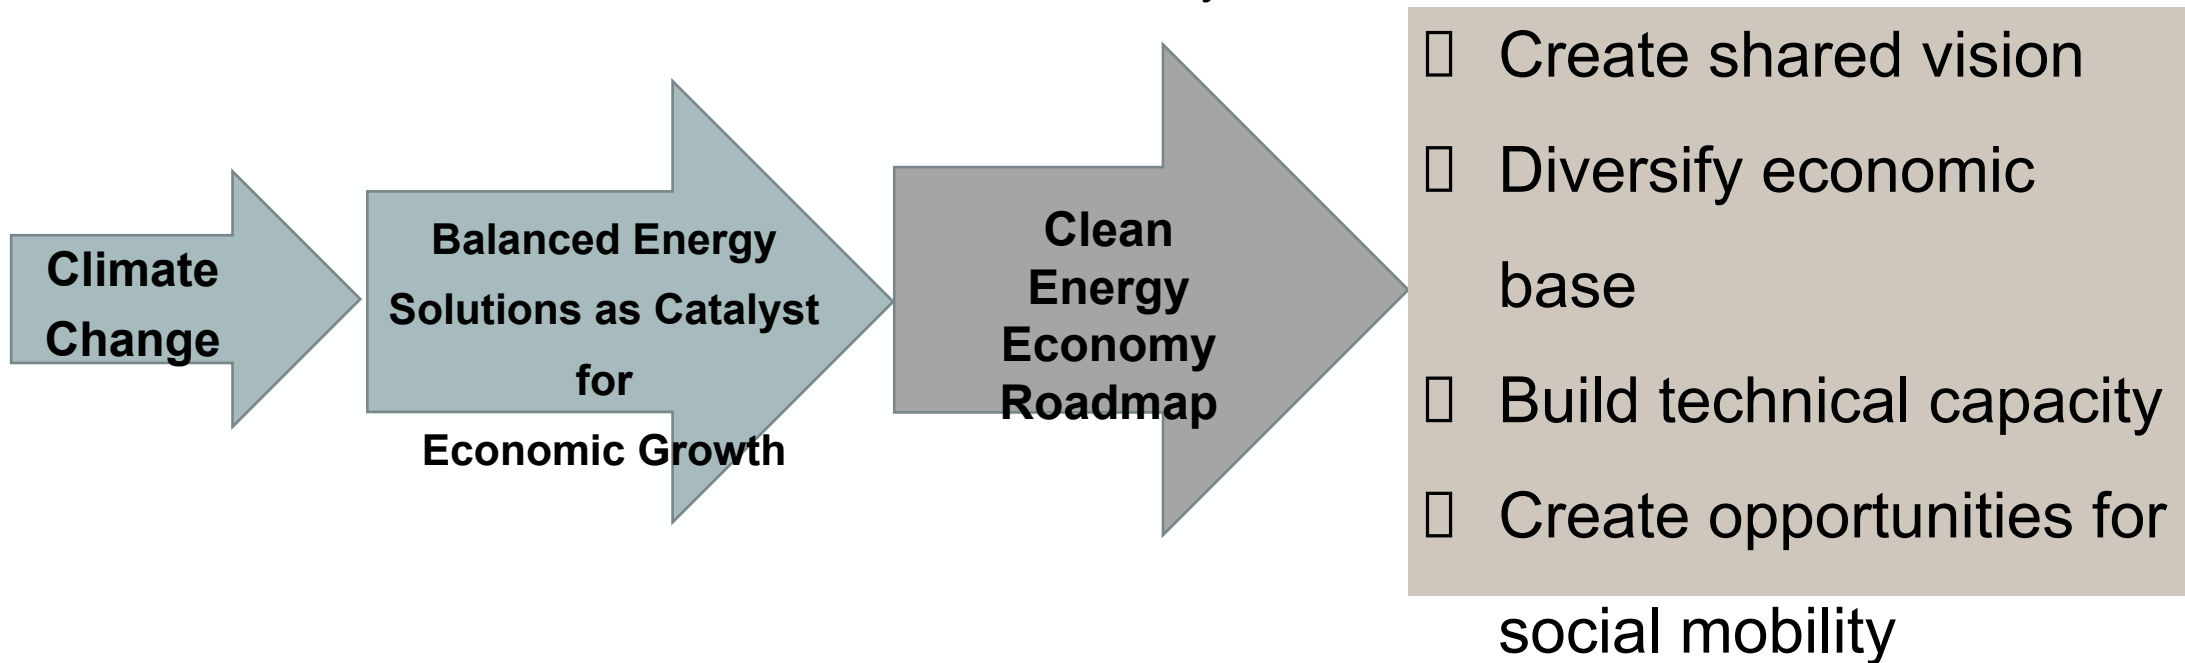 Climate
Change
Balanced Energy
Solutions as Catalyst
for
Economic Growth
Clean
Energy
Economy
Roadmap
Create shared vision
Diversify economic
base
Build technical capacity
Create opportunities for
social mobility